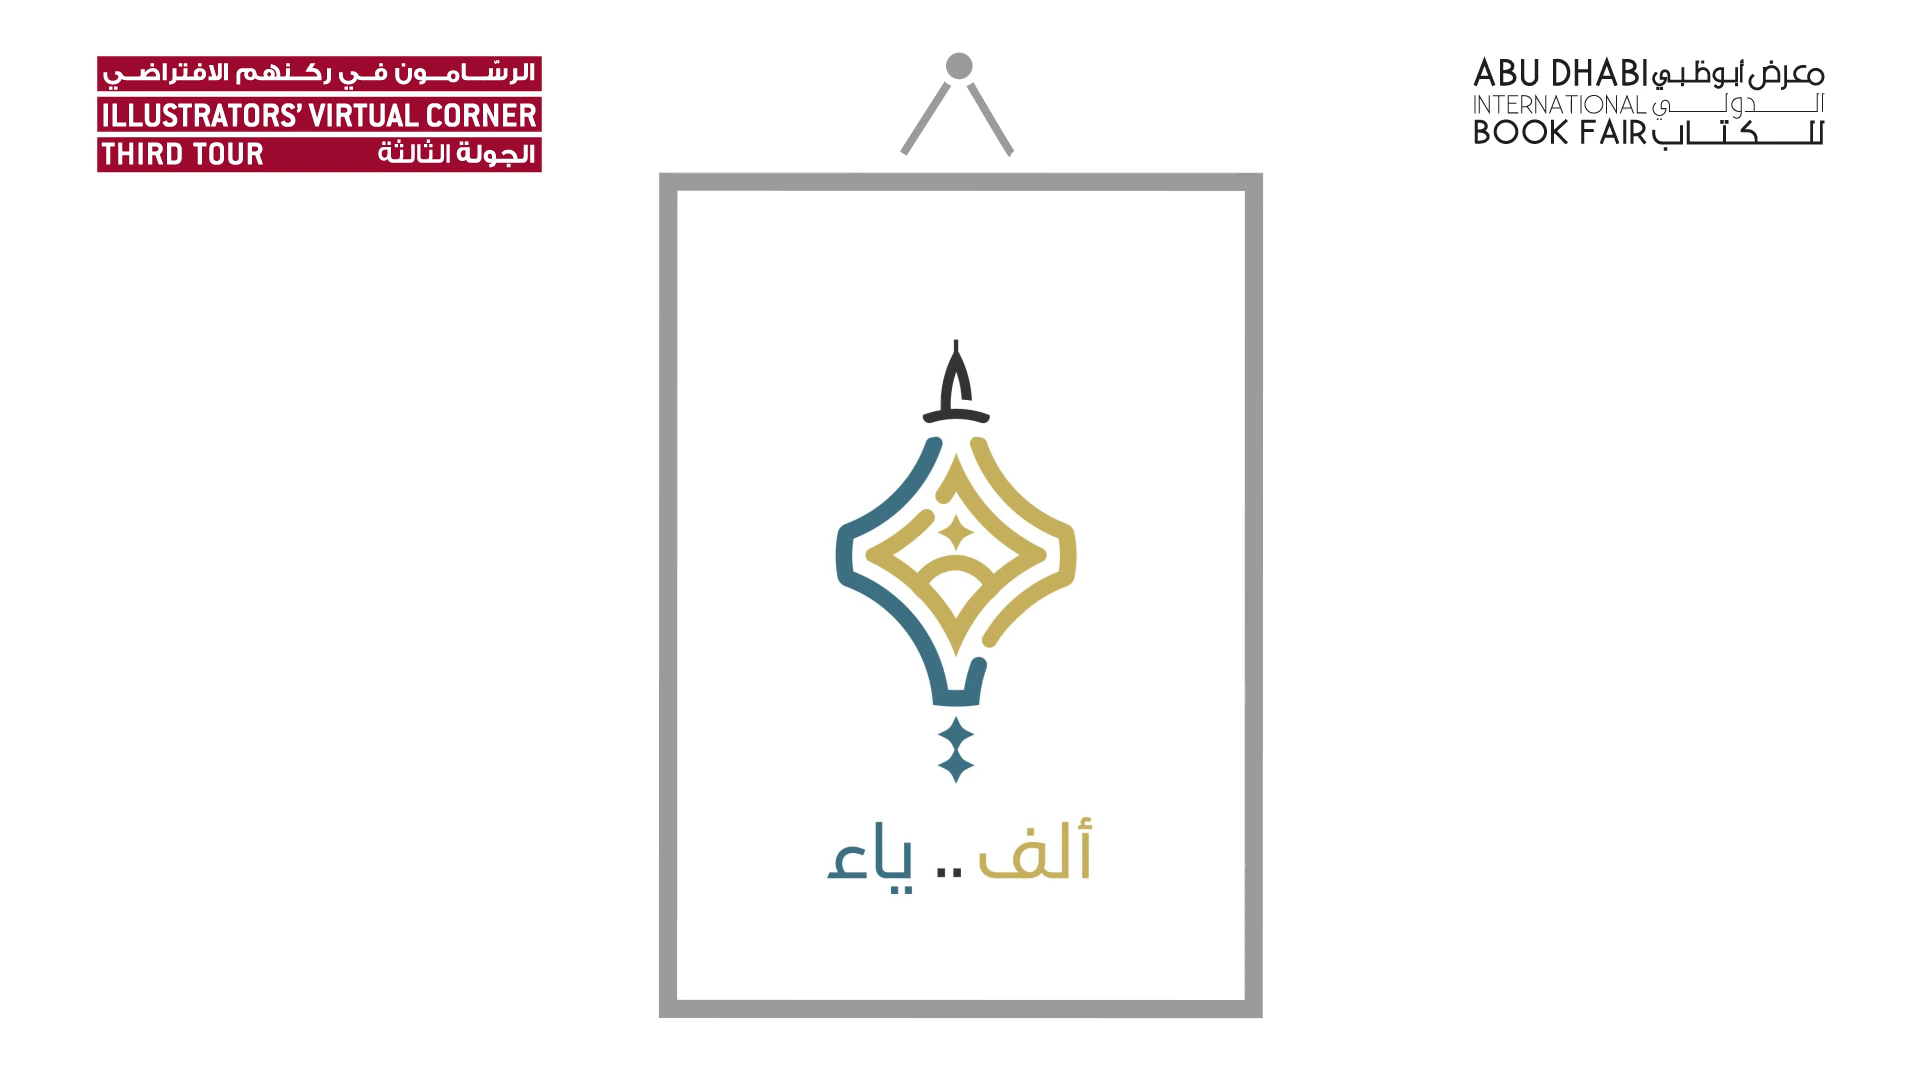 الرسّامون في ركنهم الافتراضي
ILLUSTRATORS’ VIRTUAL CORNER
THIRD TOUR الجولة الثالثة
ABU DHABI معرض أبوظبي
INTERNATIONAL الدولي
BOOK FAIR للكتاب
ألف .. ياء